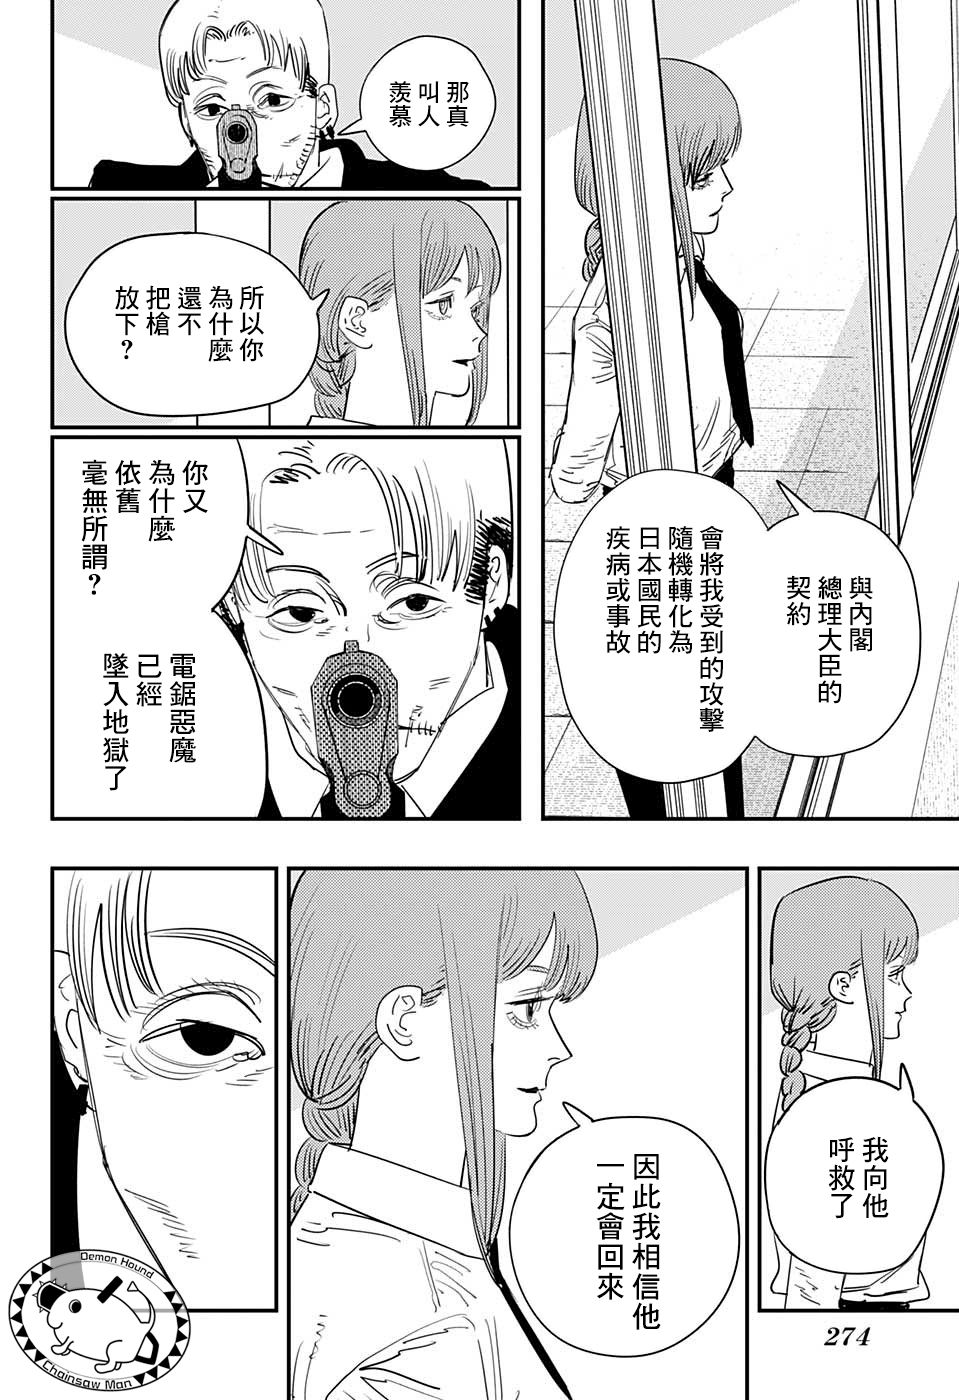 與內閣
總理大臣的
契約
會將我受到的攻擊
隨機轉化為
日本國民的
疾病或事故
那真
叫人
羨慕
所以你
為什麼
還不
把槍
放下？
你又
為什麼
依舊
毫無所謂？
電鋸惡魔
已經
墜入地獄了
我向他
呼救了
因此我相信他
一定會回來
274
Demon Hound
Chainsaw Man